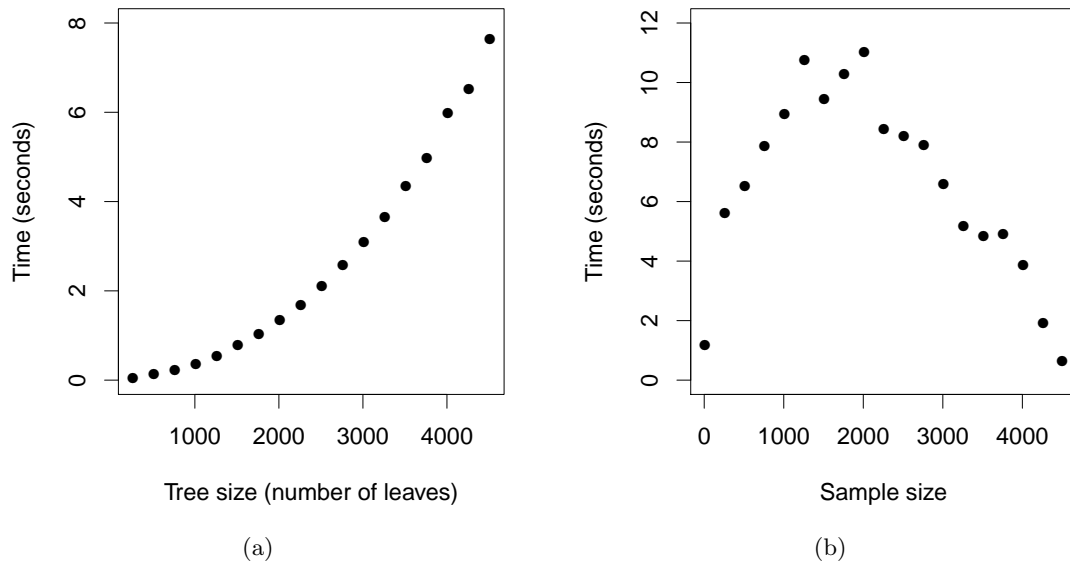 8
6
4
2
0
Time (seconds)
1000 2000 3000 4000
Tree size (number of leaves)
(a)
12
10
8
6
4
2
0
Time (seconds)
0 1000 2000 3000 4000
Sample size
(b)